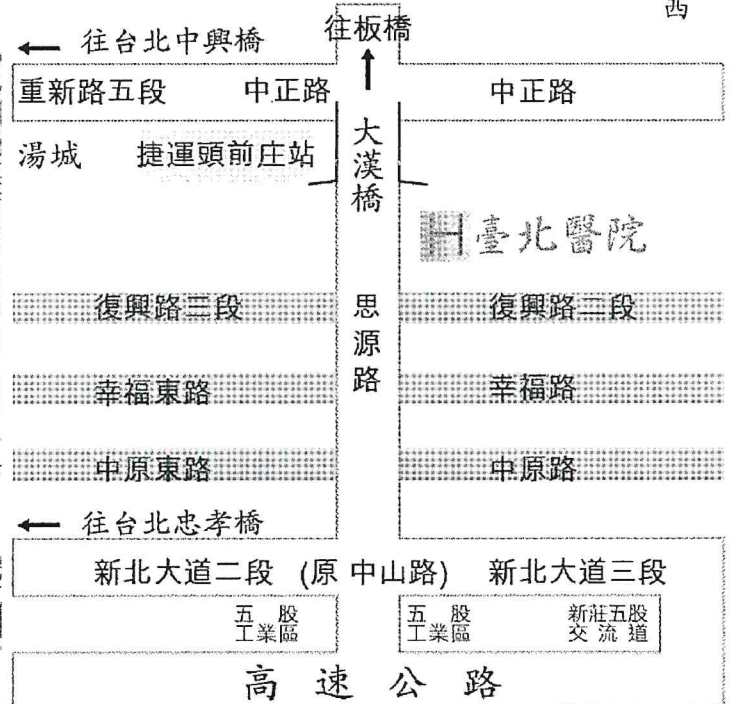 西
往板橋
← 往台北中興橋
重新路五段 中正路 中正路
湯城 捷運頭前庄站
大漢橋
H臺北醫院
思源路
復興路三段 復興路二段
幸福東路 幸福路
中原東路 中原路
← 往台北忠孝橋
新北大道二段 (原 中山路) 新北大道三段
五股 五股 新莊五股
工業區 工業區 交流道
高速公路